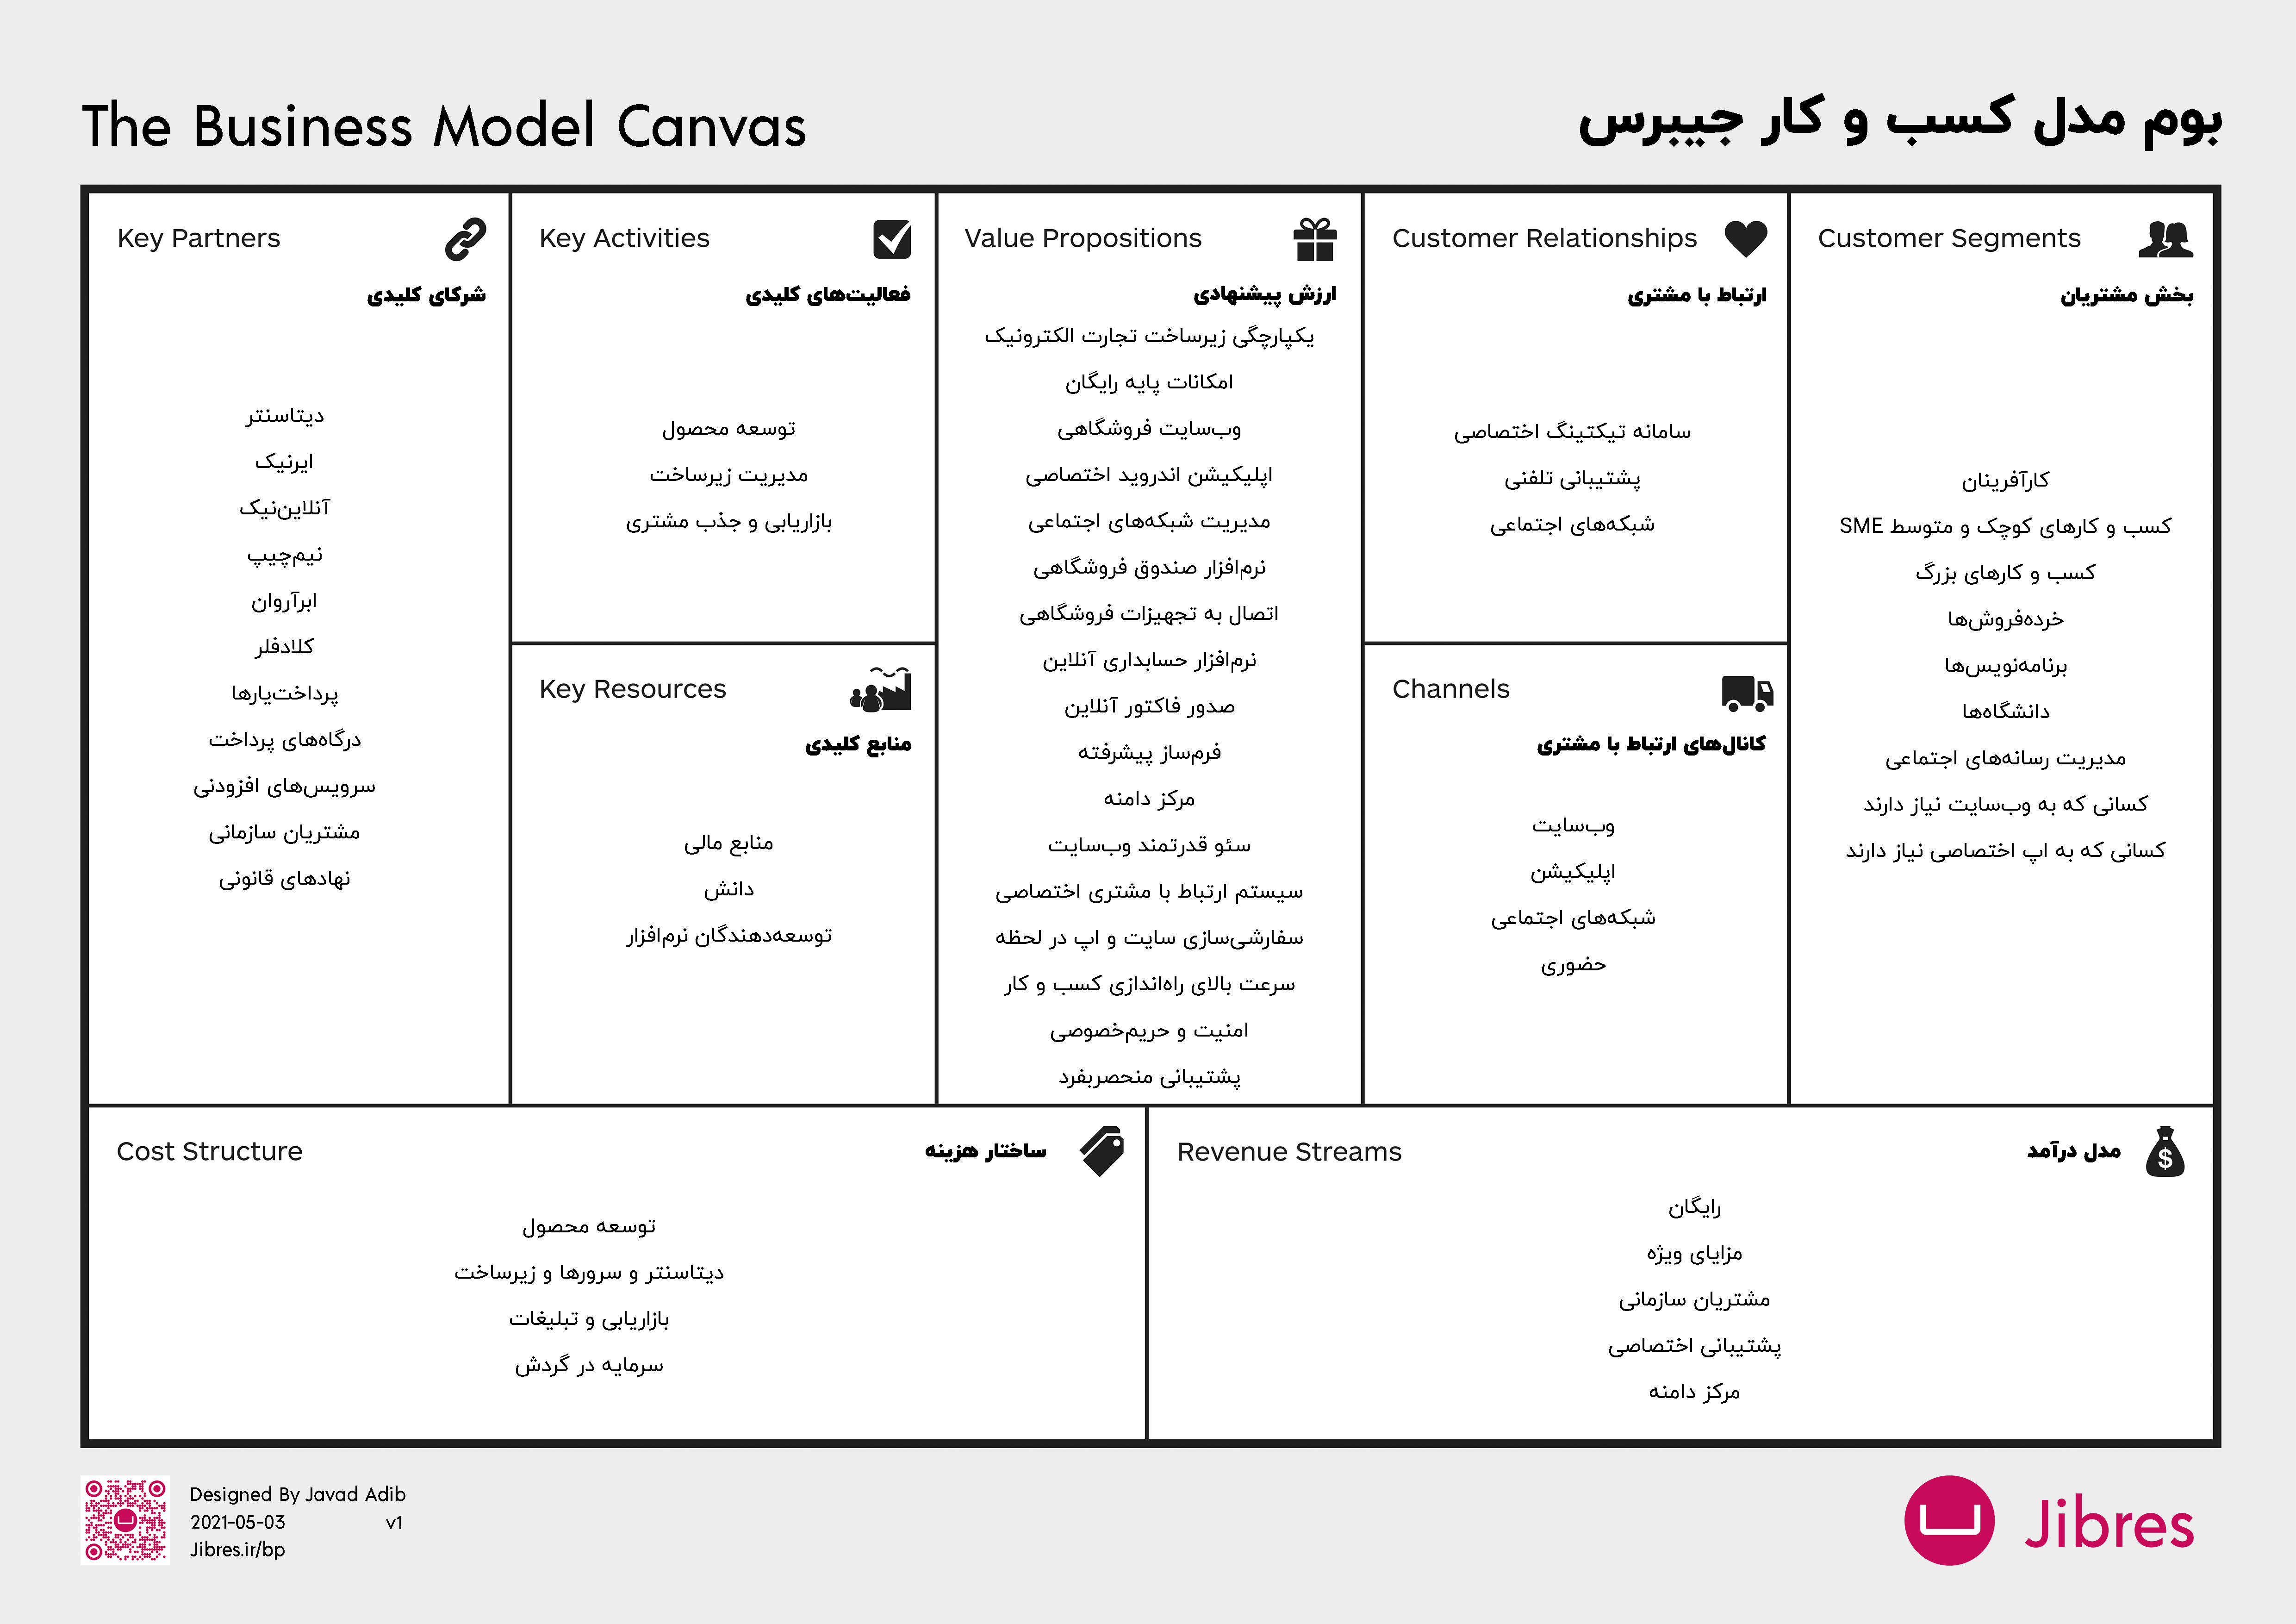 The Business Model Canvas
بوم مدل کسب و کار جیبرس
Key Partners
شرکای کلیدی
دیتاسنتر
ایرنیک
آنلاین‌نیک
نیم‌چیپ
ابرآروان
کلادفلر
پرداخت‌یارها
درگاه‌های پرداخت
سرویس‌های افزودنی
مشتریان سازمانی
نهادهای قانونی
Key Activities
فعالیت‌های کلیدی
توسعه محصول
مدیریت زیرساخت
بازاریابی و جذب مشتری
Key Resources
منابع کلیدی
منابع مالی
دانش
توسعه‌دهندگان نرم‌افزار
Value Propositions
ارزش پیشنهادی
یکپارچگی زیرساخت تجارت الکترونیک
امکانات پایه رایگان
وب‌سایت فروشگاهی
اپلیکیشن اندروید اختصاصی
مدیریت شبکه‌های اجتماعی
نرم‌افزار صندوق فروشگاهی
اتصال به تجهیزات فروشگاهی
نرم‌افزار حسابداری آنلاین
صدور فاکتور آنلاین
فرم‌ساز پیشرفته
مرکز دامنه
سئو قدرتمند وب‌سایت
سیستم ارتباط با مشتری اختصاصی
سفارشی‌سازی سایت و اپ در لحظه
سرعت بالای راه‌اندازی کسب و کار
امنیت و حریم‌خصوصی
پشتیبانی منحصربفرد
Customer Relationships
ارتباط با مشتری
سامانه تیکتینگ اختصاصی
پشتیبانی تلفنی
شبکه‌های اجتماعی
Channels
کانال‌های ارتباط با مشتری
وب‌سایت
اپلیکیشن
شبکه‌های اجتماعی
حضوری
Customer Segments
بخش مشتریان
کارآفرینان
کسب و کارهای کوچک و متوسط SME
کسب و کارهای بزرگ
خرده‌فروش‌ها
برنامه‌نویس‌ها
دانشگاه‌ها
مدیریت رسانه‌های اجتماعی
کسانی که به وب‌سایت نیاز دارند
کسانی که به اپ اختصاصی نیاز دارند
Cost Structure
ساختار هزینه
توسعه محصول
دیتاسنتر و سرورها و زیرساخت
بازاریابی و تبلیغات
سرمایه در گردش
Revenue Streams
مدل درآمد
رایگان
مزایای ویژه
مشتریان سازمانی
پشتیبانی اختصاصی
مرکز دامنه
Designed By Javad Adib
2021-05-03 v1
Jibres.ir/bp
Jibres